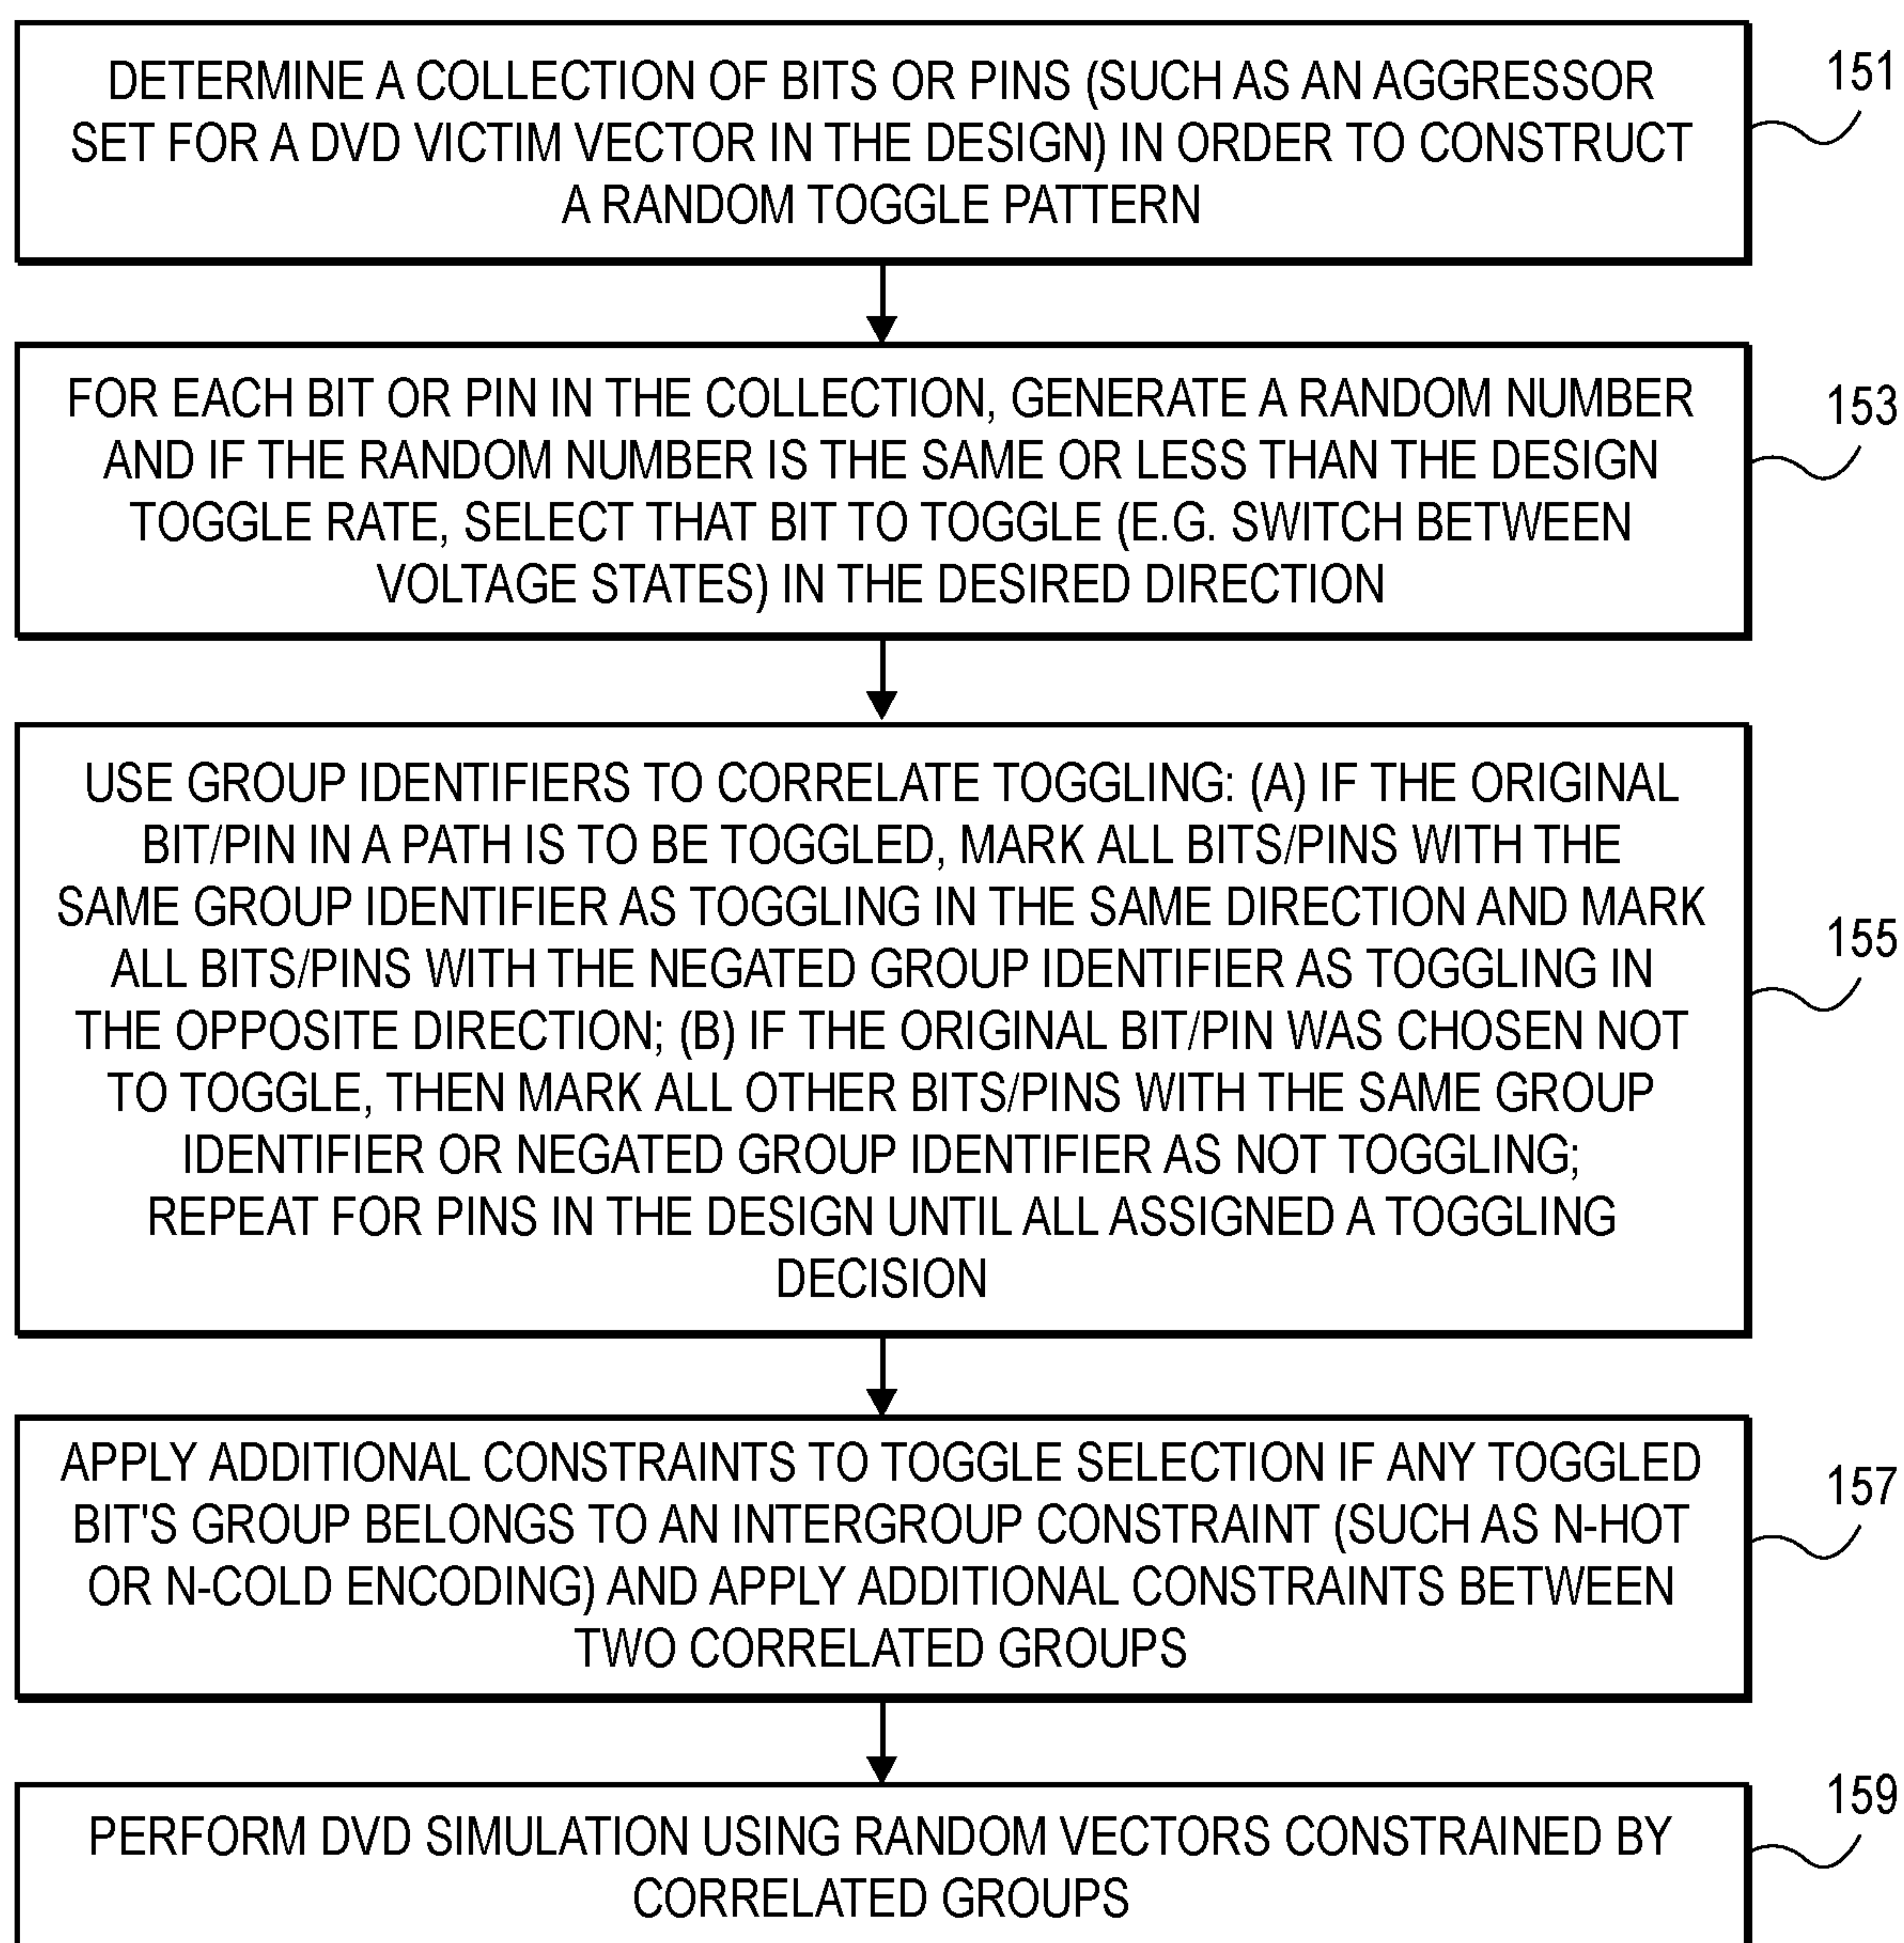 DETERMINE A COLLECTION OF BITS OR PINS (SUCH AS AN AGGRESSOR
SET FOR A DVD VICTIM VECTOR IN THE DESIGN) IN ORDER TO CONSTRUCT
A RANDOM TOGGLE PATTERN
151
FOR EACH BIT OR PIN IN THE COLLECTION, GENERATE A RANDOM NUMBER
AND IF THE RANDOM NUMBER IS THE SAME OR LESS THAN THE DESIGN
TOGGLE RATE, SELECT THAT BIT TO TOGGLE (E.G. SWITCH BETWEEN
VOLTAGE STATES) IN THE DESIRED DIRECTION
153
USE GROUP IDENTIFIERS TO CORRELATE TOGGLING: (A) IF THE ORIGINAL
BIT/PIN IN A PATH IS TO BE TOGGLED, MARK ALL BITS/PINS WITH THE
SAME GROUP IDENTIFIER AS TOGGLING IN THE SAME DIRECTION AND MARK
ALL BITS/PINS WITH THE NEGATED GROUP IDENTIFIER AS TOGGLING IN
THE OPPOSITE DIRECTION; (B) IF THE ORIGINAL BIT/PIN WAS CHOSEN NOT
TO TOGGLE, THEN MARK ALL OTHER BITS/PINS WITH THE SAME GROUP
IDENTIFIER OR NEGATED GROUP IDENTIFIER AS NOT TOGGLING;
REPEAT FOR PINS IN THE DESIGN UNTIL ALL ASSIGNED A TOGGLING
DECISION
155
APPLY ADDITIONAL CONSTRAINTS TO TOGGLE SELECTION IF ANY TOGGLED
BIT'S GROUP BELONGS TO AN INTERGROUP CONSTRAINT (SUCH AS N-HOT
OR N-COLD ENCODING) AND APPLY ADDITIONAL CONSTRAINTS BETWEEN
TWO CORRELATED GROUPS
157
PERFORM DVD SIMULATION USING RANDOM VECTORS CONSTRAINED BY
CORRELATED GROUPS
159